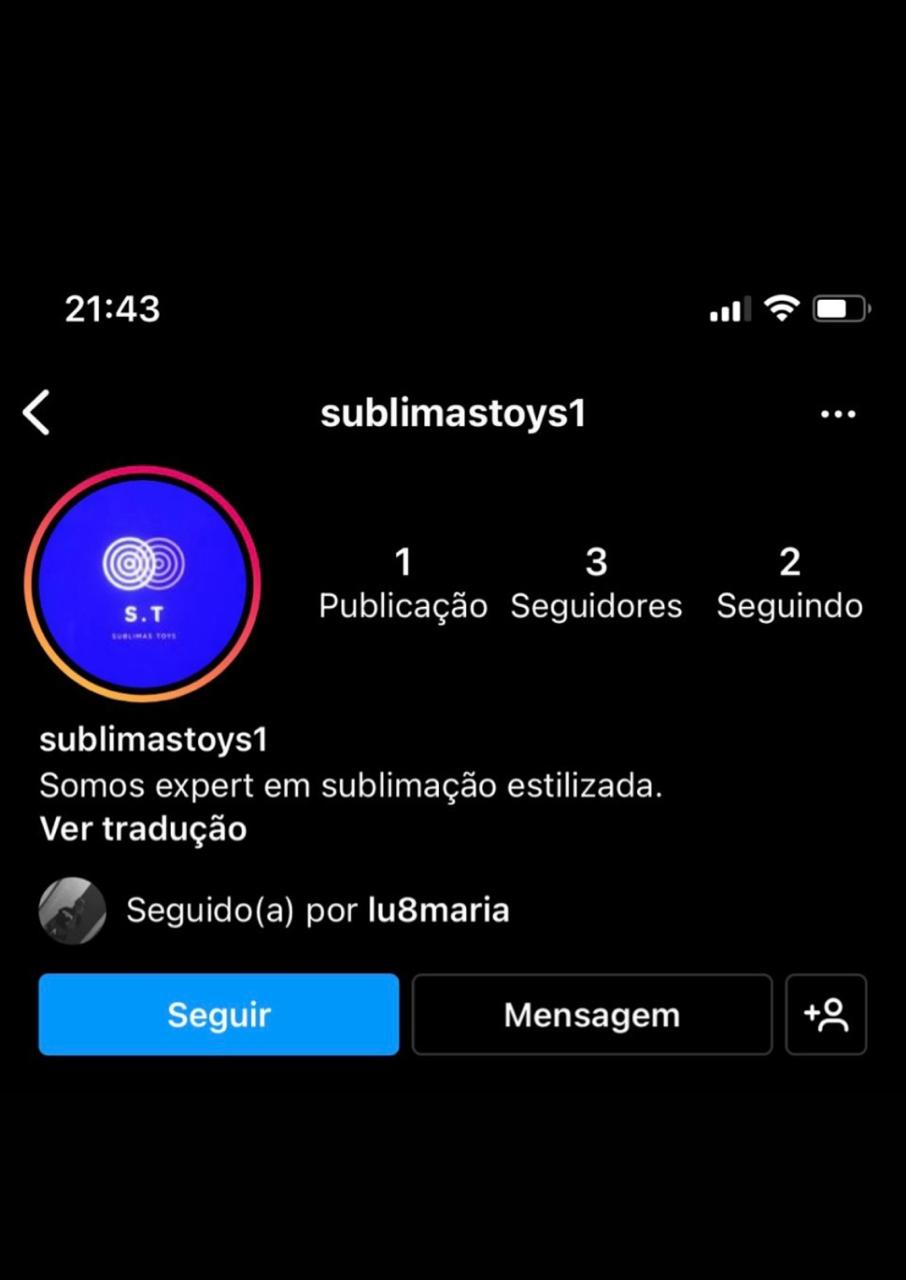 21:43
sublimastoys1
S.T
SUBLIMAS TOYS
1 3 2
Publicação Seguidores Seguindo
sublimastoys1
Somos expert em sublimação estilizada.
Ver tradução
Seguido(a) por lu8maria
Seguir Mensagem